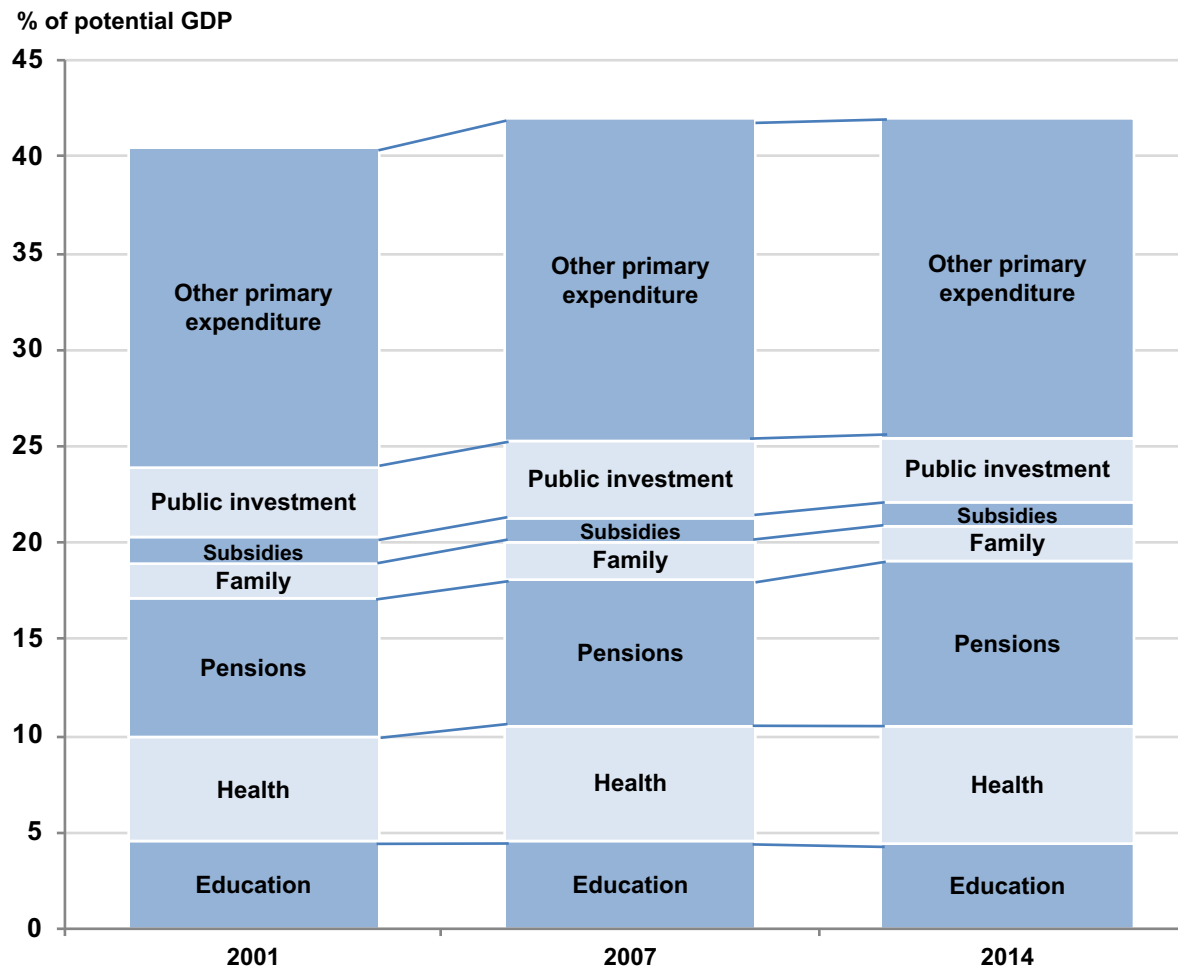 % of potential GDP
45
40
35
30
25
20
15
10
5
0
Other primary
expenditure
Public investment
Subsidies
Family
Pensions
Health
Education
Other primary
expenditure
Public investment
Subsidies
Family
Pensions
Health
Education
Other primary
expenditure
Public investment
Subsidies
Family
Pensions
Health
Education
2001
2007
2014